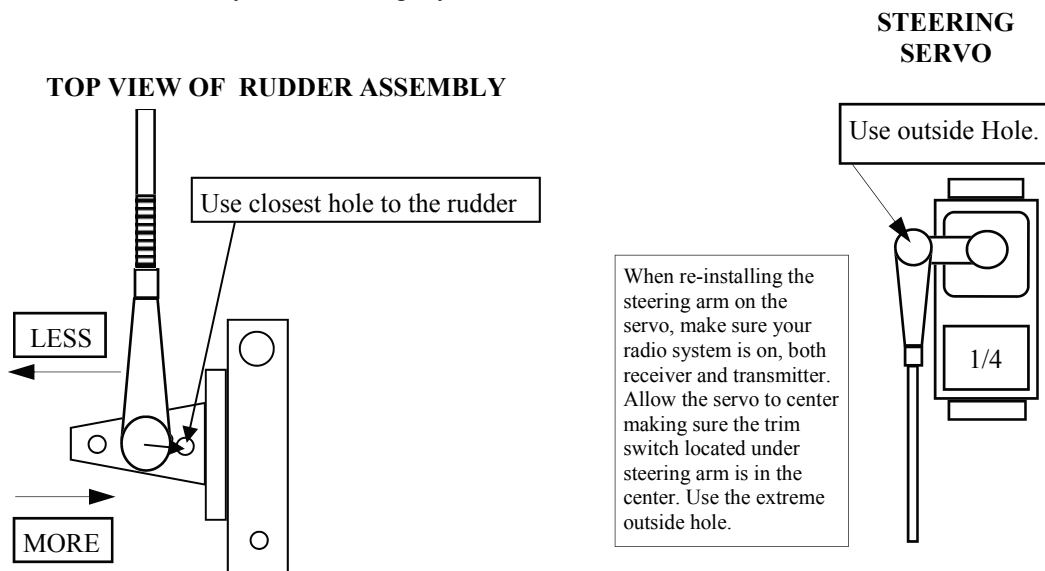 STEERING
SERVO
TOP VIEW OF RUDDER ASSEMBLY
Use outside Hole.
Use closest hole to the rudder
When re-installing the
steering arm on the
servo, make sure your
radio system is on, both
receiver and transmitter.
Allow the servo to center
making sure the trim
switch located under
steering arm is in the
center. Use the extreme
outside hole.
LESS
1/4
MORE